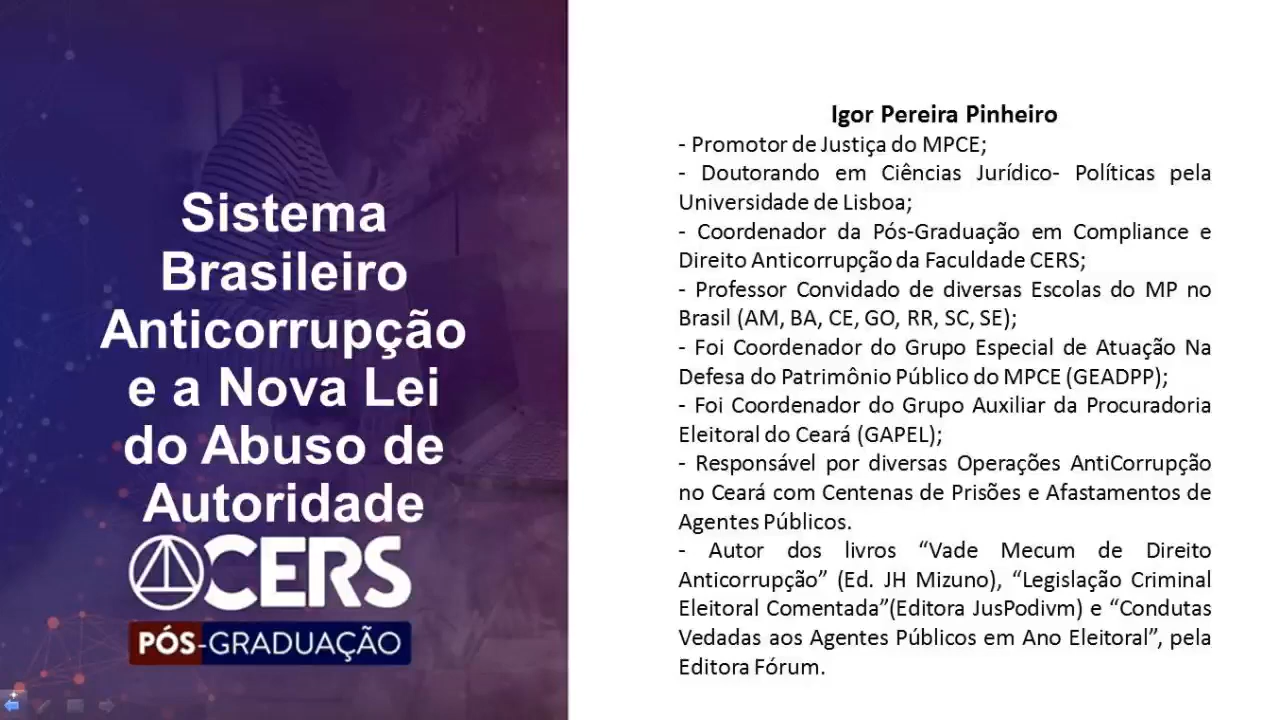 Sistema
Brasileiro
Anticorrupção
e a Nova Lei
do Abuso de
Autoridade
CERS
PÓS-GRADUAÇÃO
Igor Pereira Pinheiro
- Promotor de Justiça do MPCE;
- Doutorando em Ciências Jurídico- Políticas pela
Universidade de Lisboa;
- Coordenador da Pós-Graduação em Compliance e
Direito Anticorrupção da Faculdade CERS;
- Professor Convidado de diversas Escolas do MP no
Brasil (AM, BA, CE, GO, RR, SC, SE);
- Foi Coordenador do Grupo Especial de Atuação Na
Defesa do Patrimônio Público do MPCE (GEADPP);
- Foi Coordenador do Grupo Auxiliar da Procuradoria
Eleitoral do Ceará (GAPEL);
- Responsável por diversas Operações AntiCorrupção
no Ceará com Centenas de Prisões e Afastamentos de
Agentes Públicos.
- Autor dos livros “Vade Mecum de Direito
Anticorrupção” (Ed. JH Mizuno), “Legislação Criminal
Eleitoral Comentada”(Editora JusPodivm) e “Condutas
Vedadas aos Agentes Públicos em Ano Eleitoral”, pela
Editora Fórum.